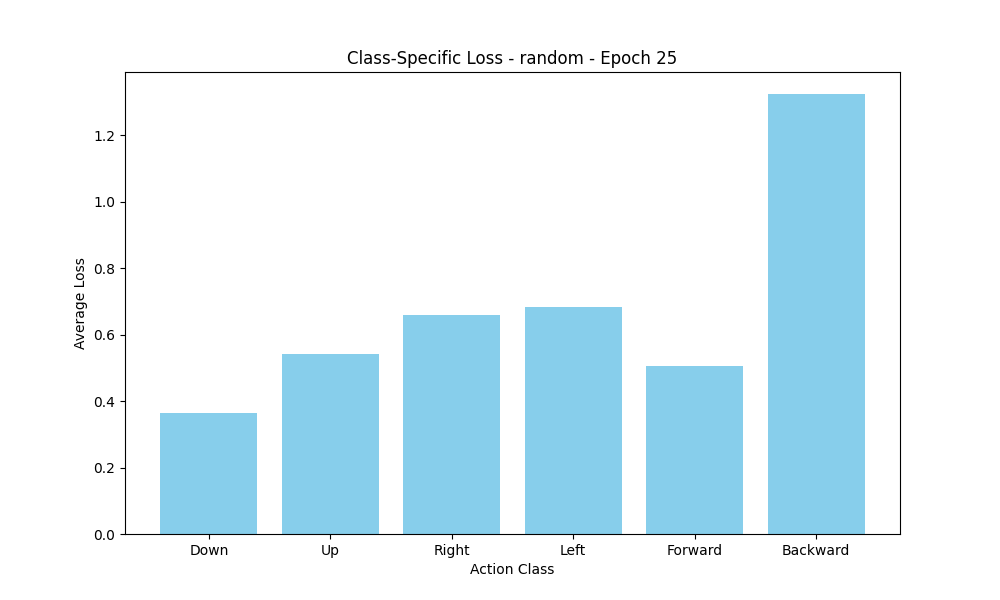 Class-Specific Loss - random - Epoch 25
Average Loss
1.2
1.0
0.8
0.6
0.4
0.2
0.0
Down Up Right Left Forward Backward
Action Class